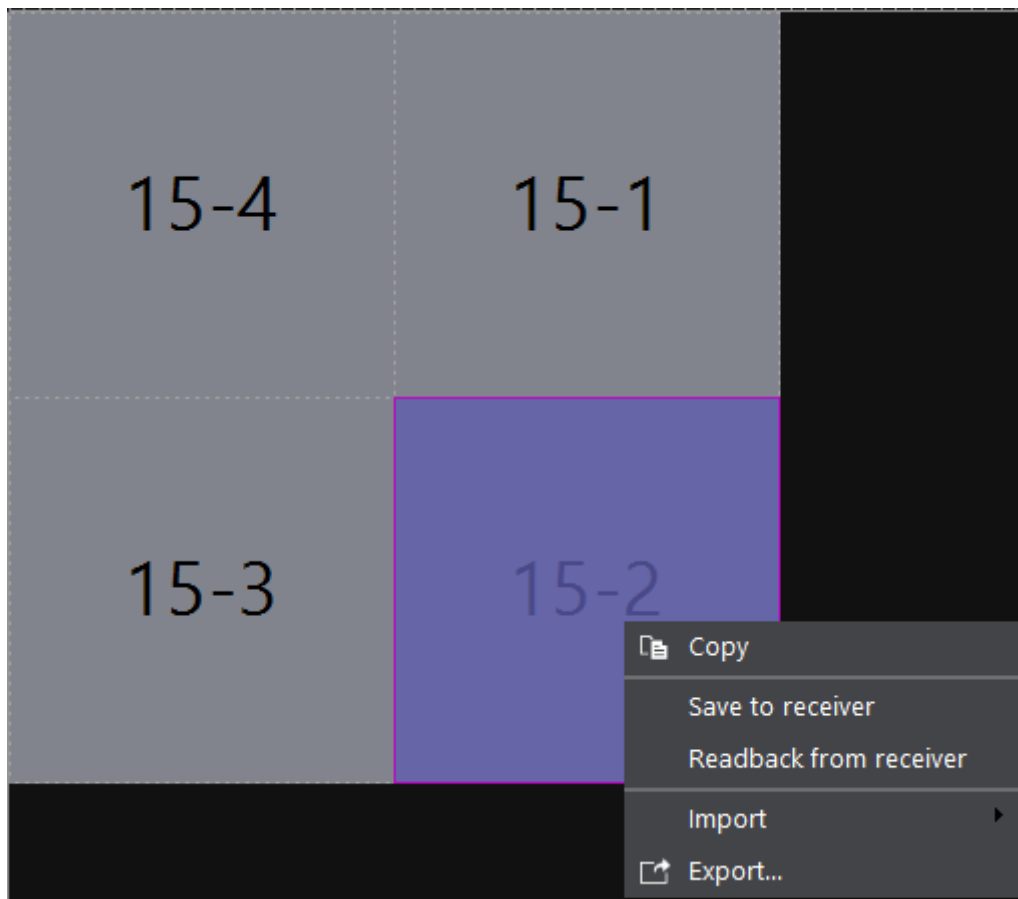 15-4
15-1
15-3
15-2
Copy
Save to receiver
Readback from receiver
Import
Export...